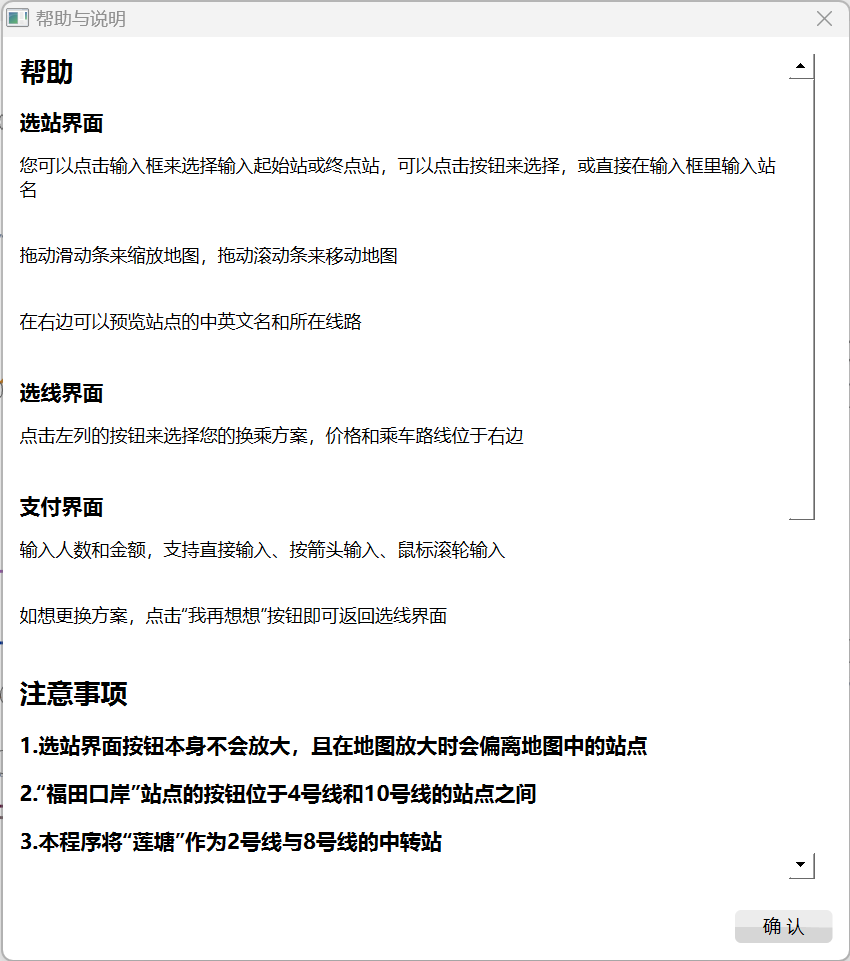 帮助与说明
帮助
选站界面
您可以点击输入框来选择输入起始站或终点站，可以点击按钮来选择，或直接在输入框里输入站
名
拖动滑动条来缩放地图，拖动滚动条来移动地图
在右边可以预览站点的中英文名和所在线路
选线界面
点击左列的按钮来选择您的换乘方案，价格和乘车路线位于右边
支付界面
输入人数和金额，支持直接输入、按箭头输入、鼠标滚轮输入
如想更换方案，点击“我再想想”按钮即可返回选线界面
注意事项
1.选站界面按钮本身不会放大，且在地图放大时会偏离地图中的站点
2.“福田口岸”站点的按钮位于4号线和10号线的站点之间
3.本程序将“莲塘”作为2号线与8号线的中转站
确 认